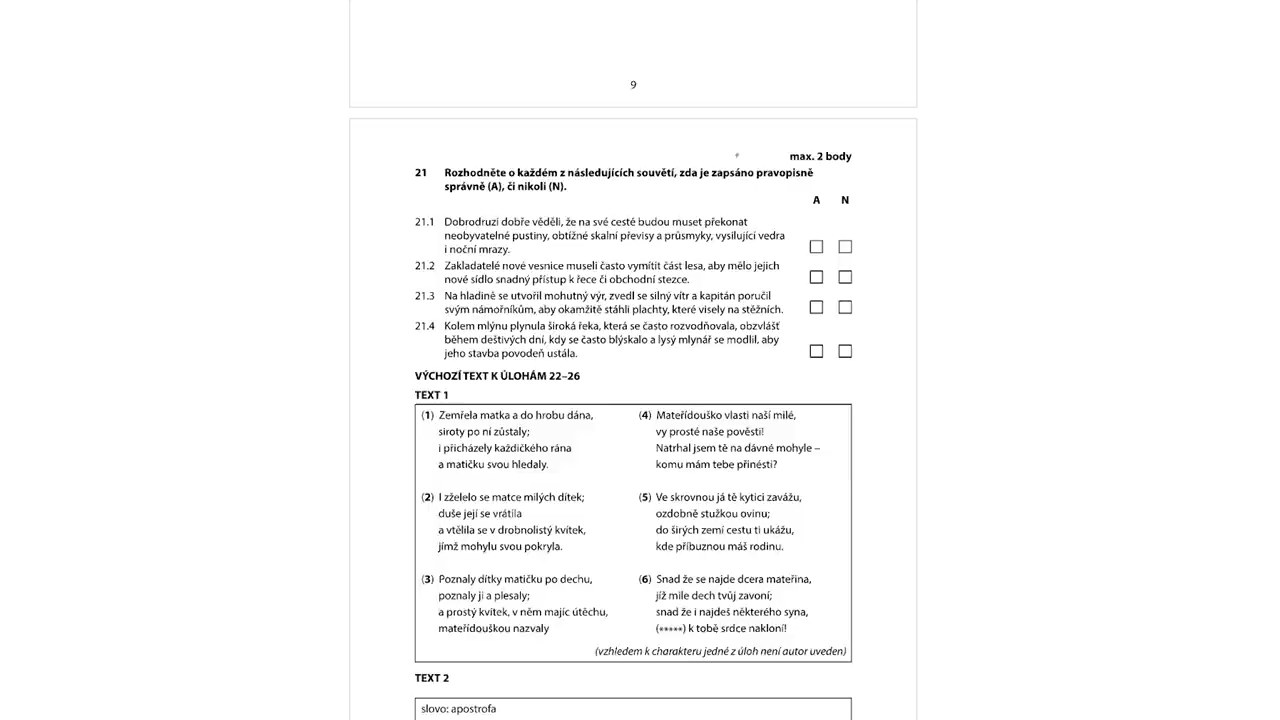 9
max. 2 body
21 Rozhodněte o každém z následujících souvětí, zda je zapsáno pravopisně
správně (A), či nikoli (N).
A N
21.1 Dobrodruzi dobře věděli, že na své cestě budou muset překonat
neobyvatelné pustiny, obtížné skalní převisy a průsmyky, vysilující vedra
i noční mrazy.
21.2 Zakladatelé nové vesnice museli často vymítit část lesa, aby mělo jejich
nové sídlo snadný přístup k řece či obchodní stezce.
21.3 Na hladině se utvořil mohutný výr, zvedl se silný vítr a kapitán poručil
svým námořníkům, aby okamžitě stáhli plachty, které visely na stěžních.
21.4 Kolem mlýnu plynula široká řeka, která se často rozvodňovala, obzvlášť
během deštivých dní, kdy se často blýskalo a lysý mlynář se modlil, aby
jeho stavba povodeň ustála.
VÝCHOZÍ TEXT K ÚLOHÁM 22–26
TEXT 1
(1) Zemřela matka a do hrobu dána,
siroty po ní zůstaly;
i přicházely každičkého rána
a matičku svou hledaly.
(2) I zželelo se matce milých dítek;
duše její se vrátila
a vtělila se v drobnolistý kvítek,
jímž mohylu svou pokryla.
(3) Poznaly dítky matičku po dechu,
poznaly ji a plesaly;
a prostý kvítek, v něm majíc útěchu,
mateřídouškou nazvaly
(4) Mateřídouško vlasti naší milé,
vy prosté naše pověsti!
Natrhal jsem tě na dávné mohyle –
komu mám tebe přinésti?
(5) Ve skrovnou já tě kytici zavážu,
ozdobně stužkou ovinu;
do širých zemí cestu ti ukážu,
kde příbuznou máš rodinu.
(6) Snad že se najde dcera mateřina,
jíž mile dech tvůj zavoní;
snad že i najdeš některého syna,
(*****) k tobě srdce nakloní!
(vzhledem k charakteru jedné z úloh není autor uveden)
TEXT 2
slovo: apostrofa